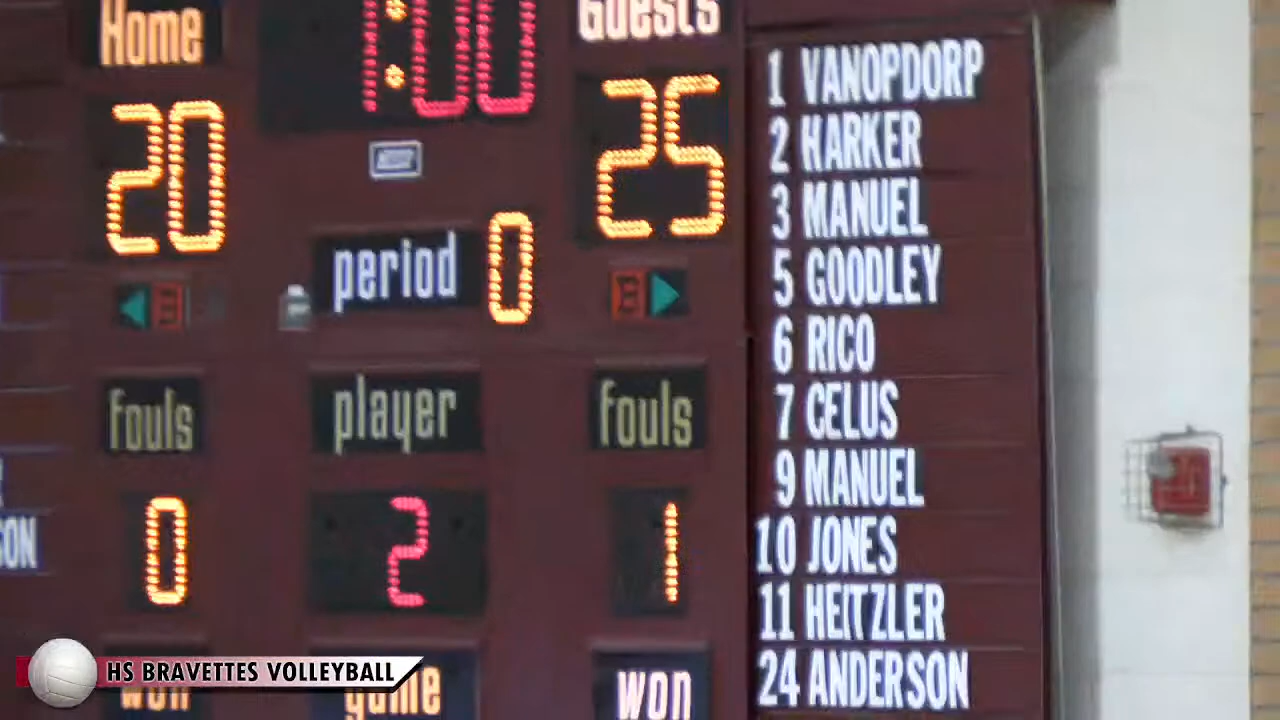 Home
1:00
Guests
20
25
period
0
fouls
player
fouls
0
2
1
won
game
won
1 VANOPDORP
2 HARKER
3 MANUEL
5 GOODLEY
6 RICO
7 CELUS
9 MANUEL
10 JONES
11 HEITZLER
24 ANDERSON
SON
HS BRAVETTES VOLLEYBALL